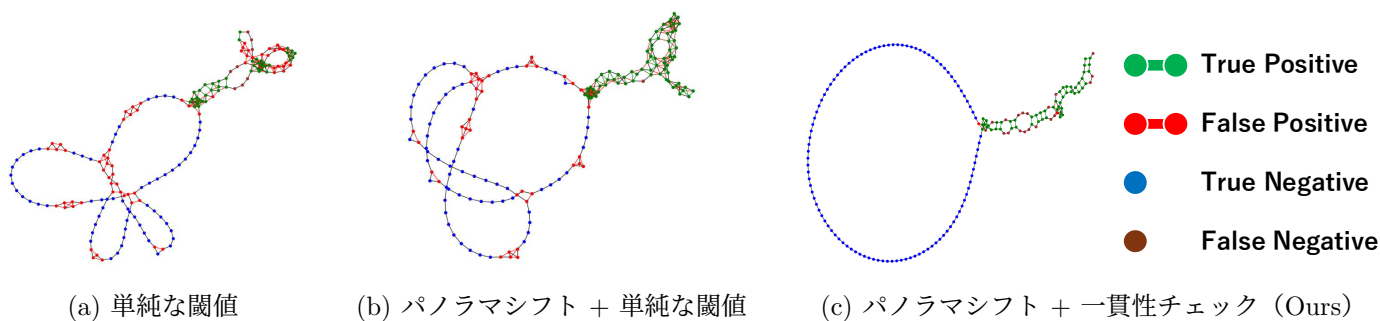 True Positive
False Positive
True Negative
False Negative
(a) 単純な閾値
(b) パノラマシフト + 単純な閾値
(c) パノラマシフト + 一貫性チェック（Ours）